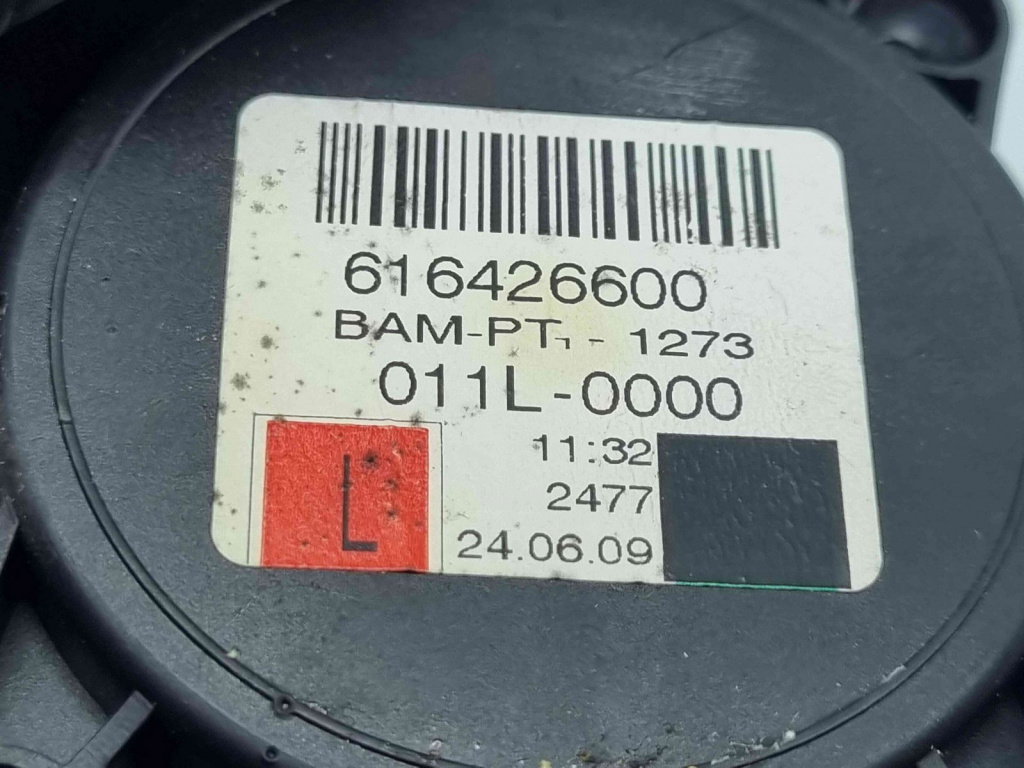 616426600
BAM-PT₁ - 1273
011L-0000
11:32
L
2477
24.06.09